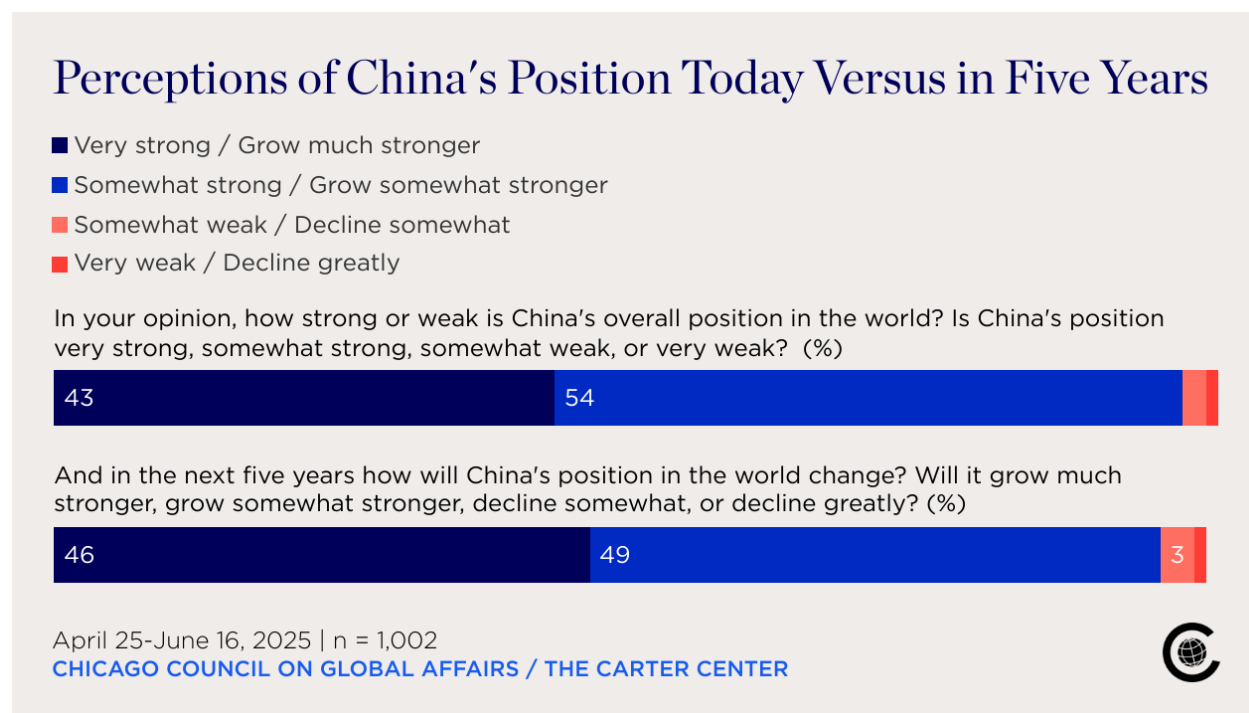 Perceptions of China's Position Today Versus in Five Years
Very strong / Grow much stronger
Somewhat strong / Grow somewhat stronger
Somewhat weak / Decline somewhat
Very weak / Decline greatly
In your opinion, how strong or weak is China's overall position in the world? Is China's position
very strong, somewhat strong, somewhat weak, or very weak?  (%)
43 54
And in the next five years how will China's position in the world change? Will it grow much
stronger, grow somewhat stronger, decline somewhat, or decline greatly? (%)
46 49 3
April 25-June 16, 2025 | n = 1,002
CHICAGO COUNCIL ON GLOBAL AFFAIRS / THE CARTER CENTER